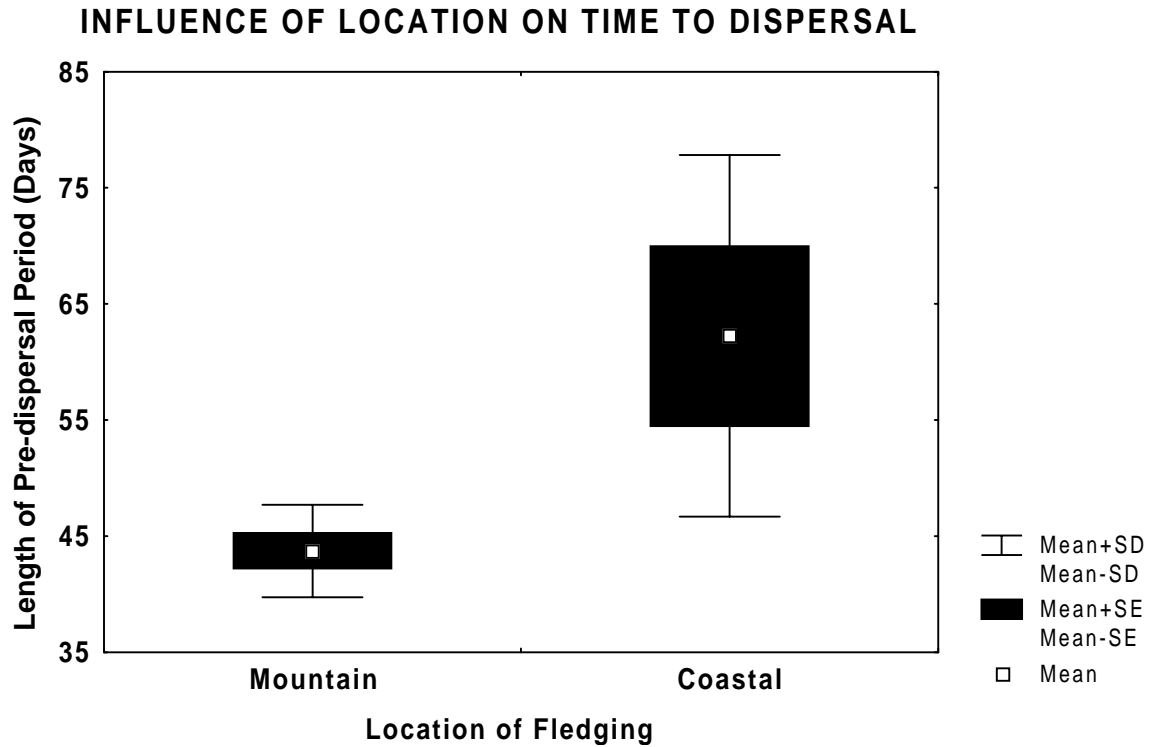 INFLUENCE OF LOCATION ON TIME TO DISPERSAL
Length of Pre-dispersal Period (Days)
85
75
65
55
45
35
Mountain
Coastal
Location of Fledging
Mean+SD
Mean-SD
Mean+SE
Mean-SE
Mean